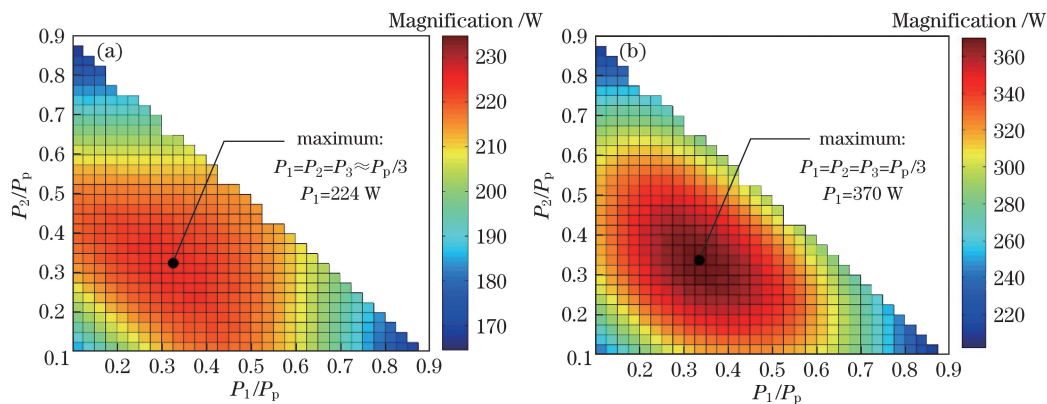 Magnification /W
(a)
0.9
0.8
0.7
0.6
0.5
0.4
0.3
0.2
0.1
P₂/Pₚ
maximum:
P₁=P₂=P₃≈Pₚ/3
P₁=224 W
0.2 0.3 0.4 0.5 0.6 0.7 0.8 0.9
P₁/Pₚ
230
220
210
200
190
180
170
Magnification /W
(b)
0.9
0.8
0.7
0.6
0.5
0.4
0.3
0.2
0.1
P₂/Pₚ
maximum:
P₁=P₂=P₃=Pₚ/3
P₁=370 W
0.2 0.3 0.4 0.5 0.6 0.7 0.8 0.9
P₁/Pₚ
360
340
320
300
280
260
240
220